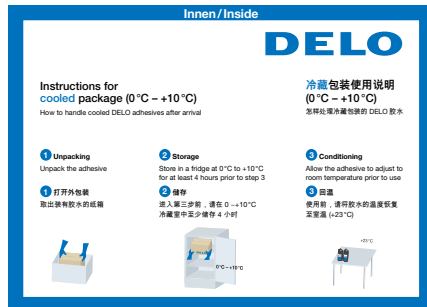 Innen/Inside
DELO
Instructions for
cooled package (0°C – +10°C)
How to handle cooled DELO adhesives after arrival
冷藏包装使用说明
(0°C – +10°C)
怎样处理冷藏包装的 DELO 胶水
1 Unpacking
Unpack the adhesive
1 打开外包装
取出装有胶水的纸箱
2 Storage
Store in a fridge at 0°C to +10°C
for at least 4 hours prior to step 3
2 储存
进入第三步前，请在 0 –+10°C
冷藏室中至少储存 4 小时
3 Conditioning
Allow the adhesive to adjust to
room temperature prior to use
3 回温
使用前，请将胶水的温度恢复
至室温 (+23°C)
0°C – +10°C
+23°C